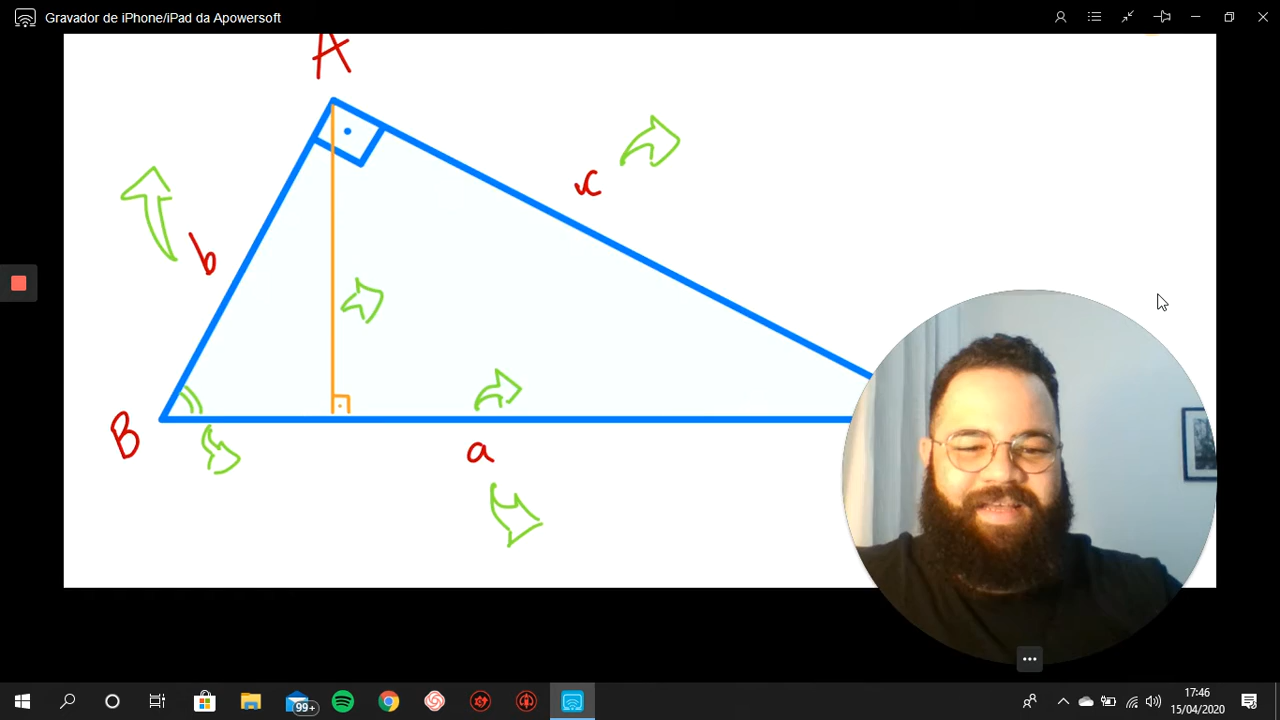 Gravador de iPhone/iPad da Apowersoft
A
c
b
B
a
99+
17:46
15/04/2020